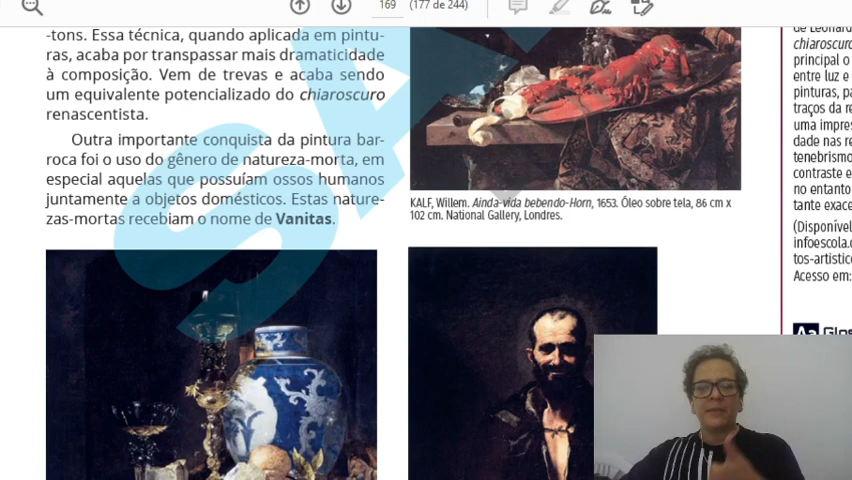 169 (177 de 244)
-tons. Essa técnica, quando aplicada em pintu-
ras, acaba por transpassar mais dramaticidade
à composição. Vem de trevas e acaba sendo
um equivalente potencializado do chiaroscuro
renascentista.
Outra importante conquista da pintura bar-
roca foi o uso do gênero de natureza-morta, em
especial aquelas que possuíam ossos humanos
juntamente a objetos domésticos. Estas nature-
zas-mortas recebiam o nome de Vanitas.
KALF, Willem. Ainda-vida bebendo-Horn, 1653. Óleo sobre tela, 86 cm x
102 cm. National Gallery, Londres.
de Leonard
chiaroscuro
principal o
entre luz e
pinturas, pa
traços da re
uma impres
dade nas re
tenebrismo
contraste e
no entanto
tante exace
(Disponível
infoescola.c
tos-artistico
Acesso em:
Aa Glos